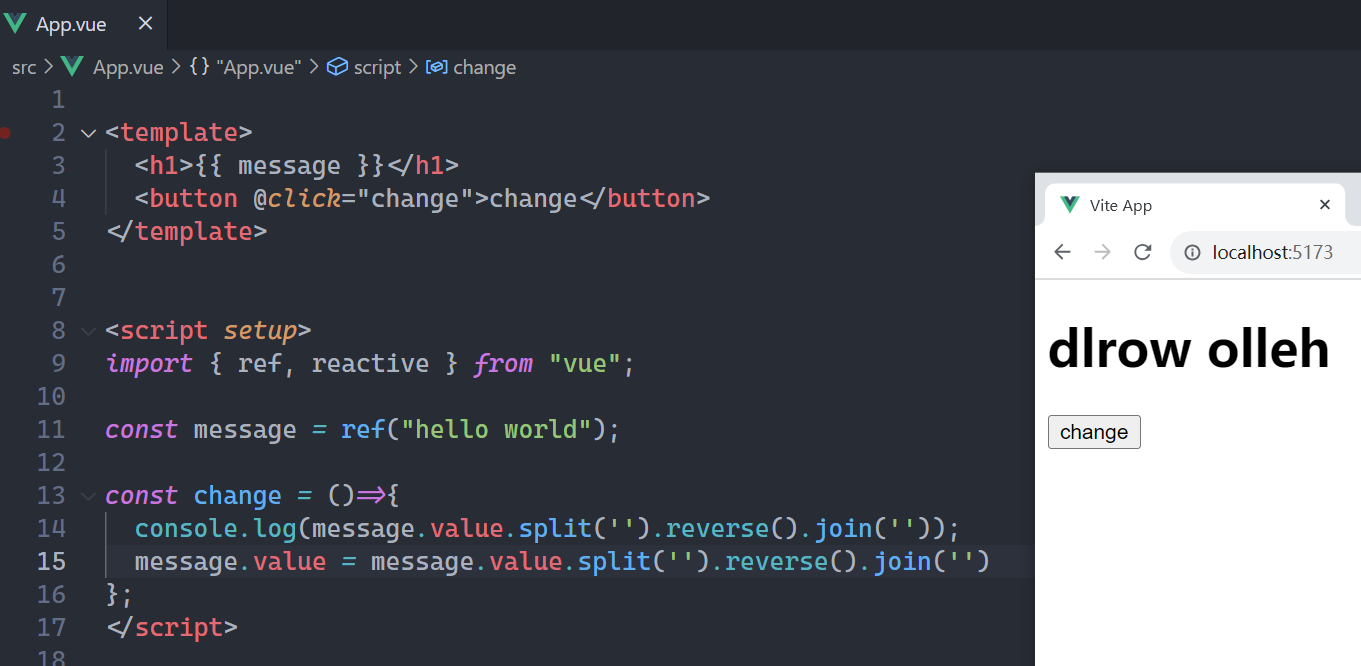 App.vue ×
src > App.vue > {} "App.vue" > script > change
1
2 <template>
3 <h1>{{ message }}</h1>
4 <button @click="change">change</button>
5 </template>
6
7
8 <script setup>
9 import { ref, reactive } from "vue";
10
11 const message = ref("hello world");
12
13 const change = ()=>{
14 console.log(message.value.split('').reverse().join(''));
15 message.value = message.value.split('').reverse().join('')
16 };
17 </script>
18
Vite App ×
localhost:5173
dlrow olleh
change